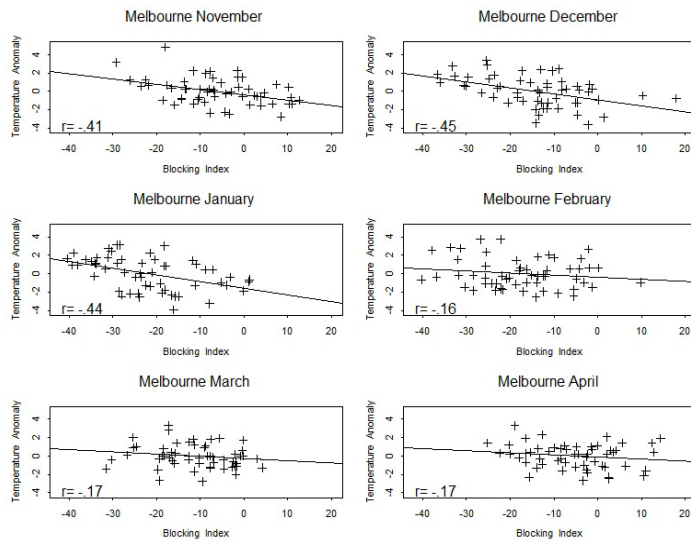 Melbourne November
Temperature Anomaly
4
2
0
-2
-4
r= -.41
-40 -30 -20 -10 0 10 20
Blocking Index
Melbourne December
Temperature Anomaly
4
2
0
-2
-4
r= -.45
-40 -30 -20 -10 0 10 20
Blocking Index
Melbourne January
Temperature Anomaly
4
2
0
-2
-4
r= -.44
-40 -30 -20 -10 0 10 20
Blocking Index
Melbourne February
Temperature Anomaly
4
2
0
-2
-4
r= -.16
-40 -30 -20 -10 0 10 20
Blocking Index
Melbourne March
Temperature Anomaly
4
2
0
-2
-4
r= -.17
-40 -30 -20 -10 0 10 20
Blocking Index
Melbourne April
Temperature Anomaly
4
2
0
-2
-4
r= -.17
-40 -30 -20 -10 0 10 20
Blocking Index